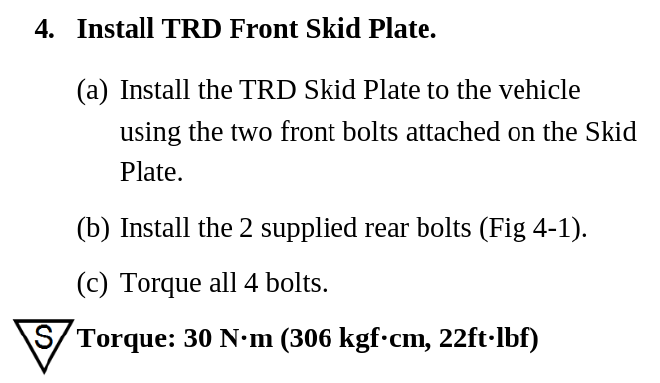 4. Install TRD Front Skid Plate.
(a) Install the TRD Skid Plate to the vehicle
using the two front bolts attached on the Skid
Plate.
(b) Install the 2 supplied rear bolts (Fig 4-1).
(c) Torque all 4 bolts.
S Torque: 30 N·m (306 kgf·cm, 22ft·lbf)